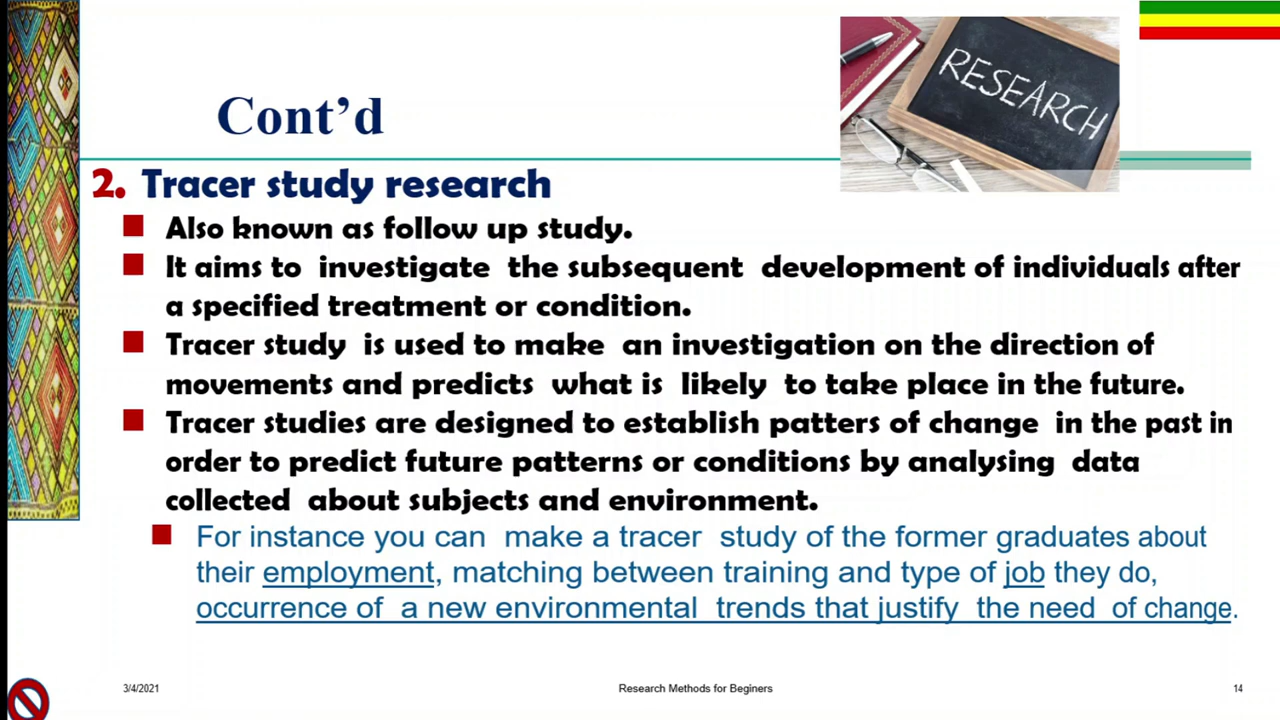 RESEARCH
Cont’d
2. Tracer study research
Also known as follow up study.
It aims to investigate the subsequent development of individuals after
a specified treatment or condition.
Tracer study is used to make an investigation on the direction of
movements and predicts what is likely to take place in the future.
Tracer studies are designed to establish patters of change in the past in
order to predict future patterns or conditions by analysing data
collected about subjects and environment.
For instance you can make a tracer study of the former graduates about
their employment, matching between training and type of job they do,
occurrence of a new environmental trends that justify the need of change.
3/4/2021
Research Methods for Beginers
14